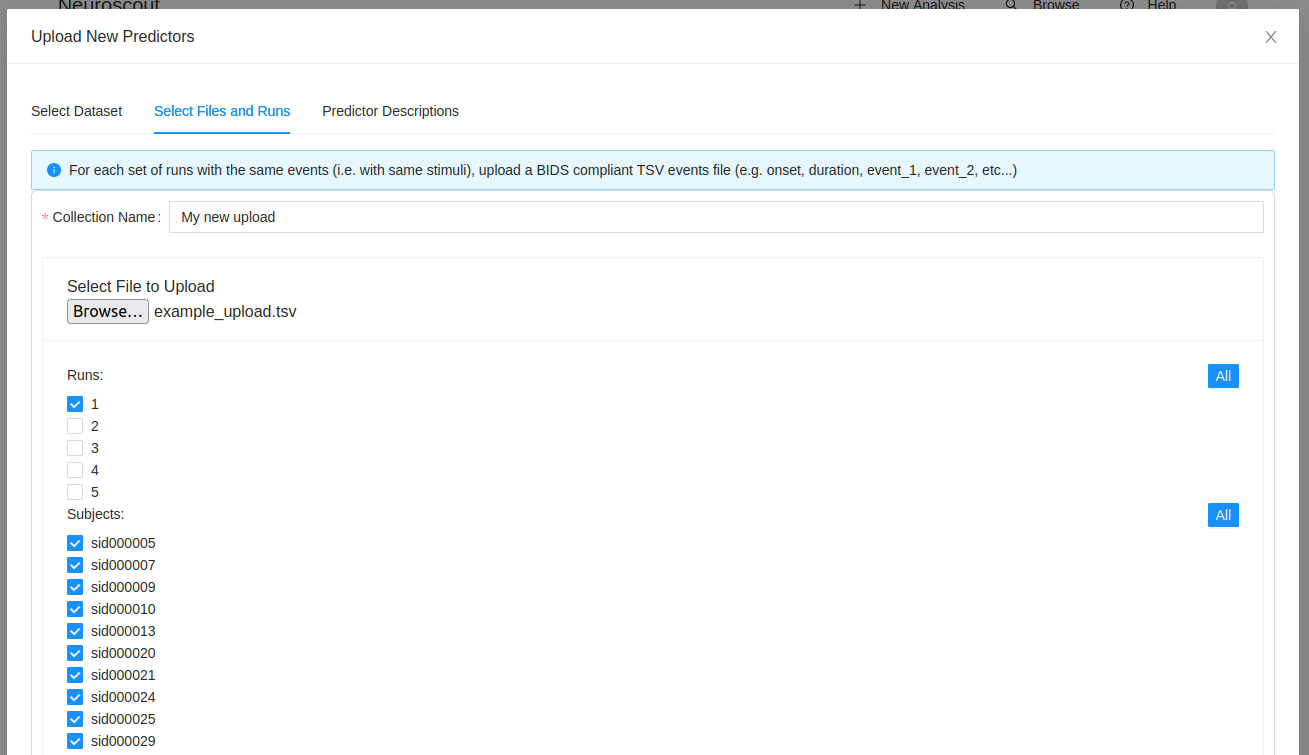 Neuroscout
New Analysis Browse Help
Upload New Predictors
Select Dataset Select Files and Runs Predictor Descriptions
For each set of runs with the same events (i.e. with same stimuli), upload a BIDS compliant TSV events file (e.g. onset, duration, event_1, event_2, etc...)
* Collection Name: My new upload
Select File to Upload
Browse... example_upload.tsv
Runs: All
1
2
3
4
5
Subjects: All
sid000005
sid000007
sid000009
sid000010
sid000013
sid000020
sid000021
sid000024
sid000025
sid000029